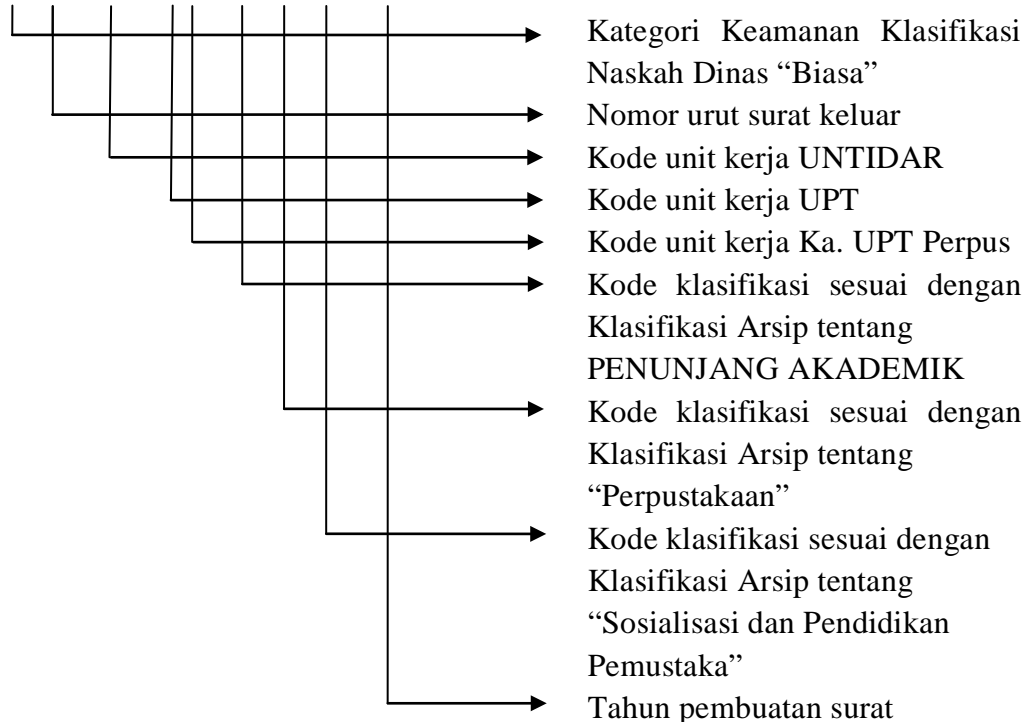 Kategori Keamanan Klasifikasi
Naskah Dinas “Biasa”
Nomor urut surat keluar
Kode unit kerja UNTIDAR
Kode unit kerja UPT
Kode unit kerja Ka. UPT Perpus
Kode klasifikasi sesuai dengan
Klasifikasi Arsip tentang
PENUNJANG AKADEMIK
Kode klasifikasi sesuai dengan
Klasifikasi Arsip tentang
“Perpustakaan”
Kode klasifikasi sesuai dengan
Klasifikasi Arsip tentang
“Sosialisasi dan Pendidikan
Pemustaka”
Tahun pembuatan surat